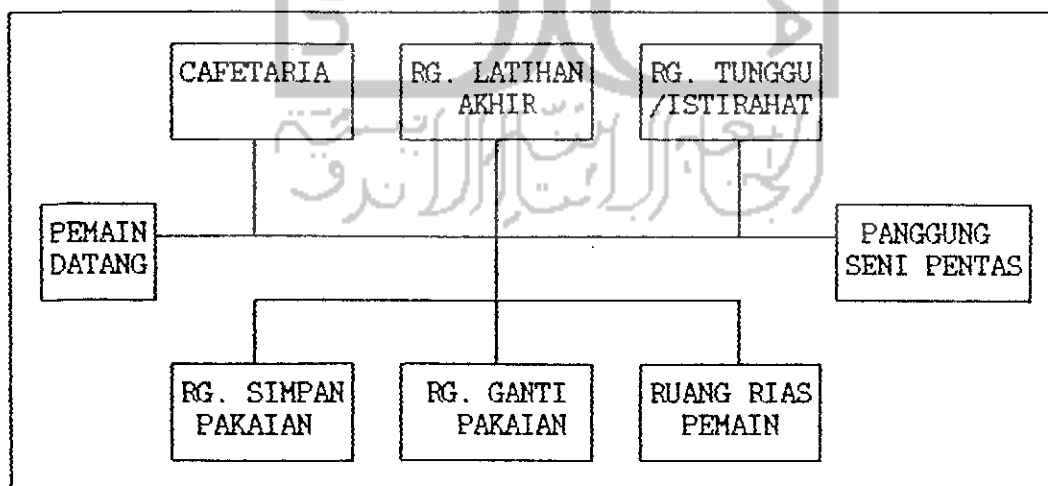 CAFETARIA
RG. LATIHAN
AKHIR
RG. TUNGGU
/ISTIRAHAT
PEMAIN
DATANG
PANGGUNG
SENI PENTAS
RG. SIMPAN
PAKAIAN
RG. GANTI
PAKAIAN
RUANG RIAS
PEMAIN